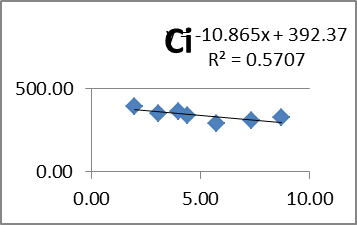 Ci
y = -10.865x + 392.37
R² = 0.5707
500.00
0.00
0.00 5.00 10.00